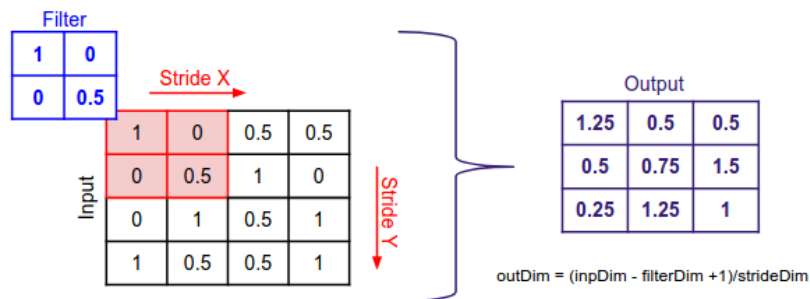 Filter
1 0
0 0.5
Stride X
Input
1 0 0.5 0.5
0 0.5 1 0
0 1 0.5 1
1 0.5 0.5 1
Stride Y
Output
1.25 0.5 0.5
0.5 0.75 1.5
0.25 1.25 1
outDim = (inpDim - filterDim +1)/strideDim